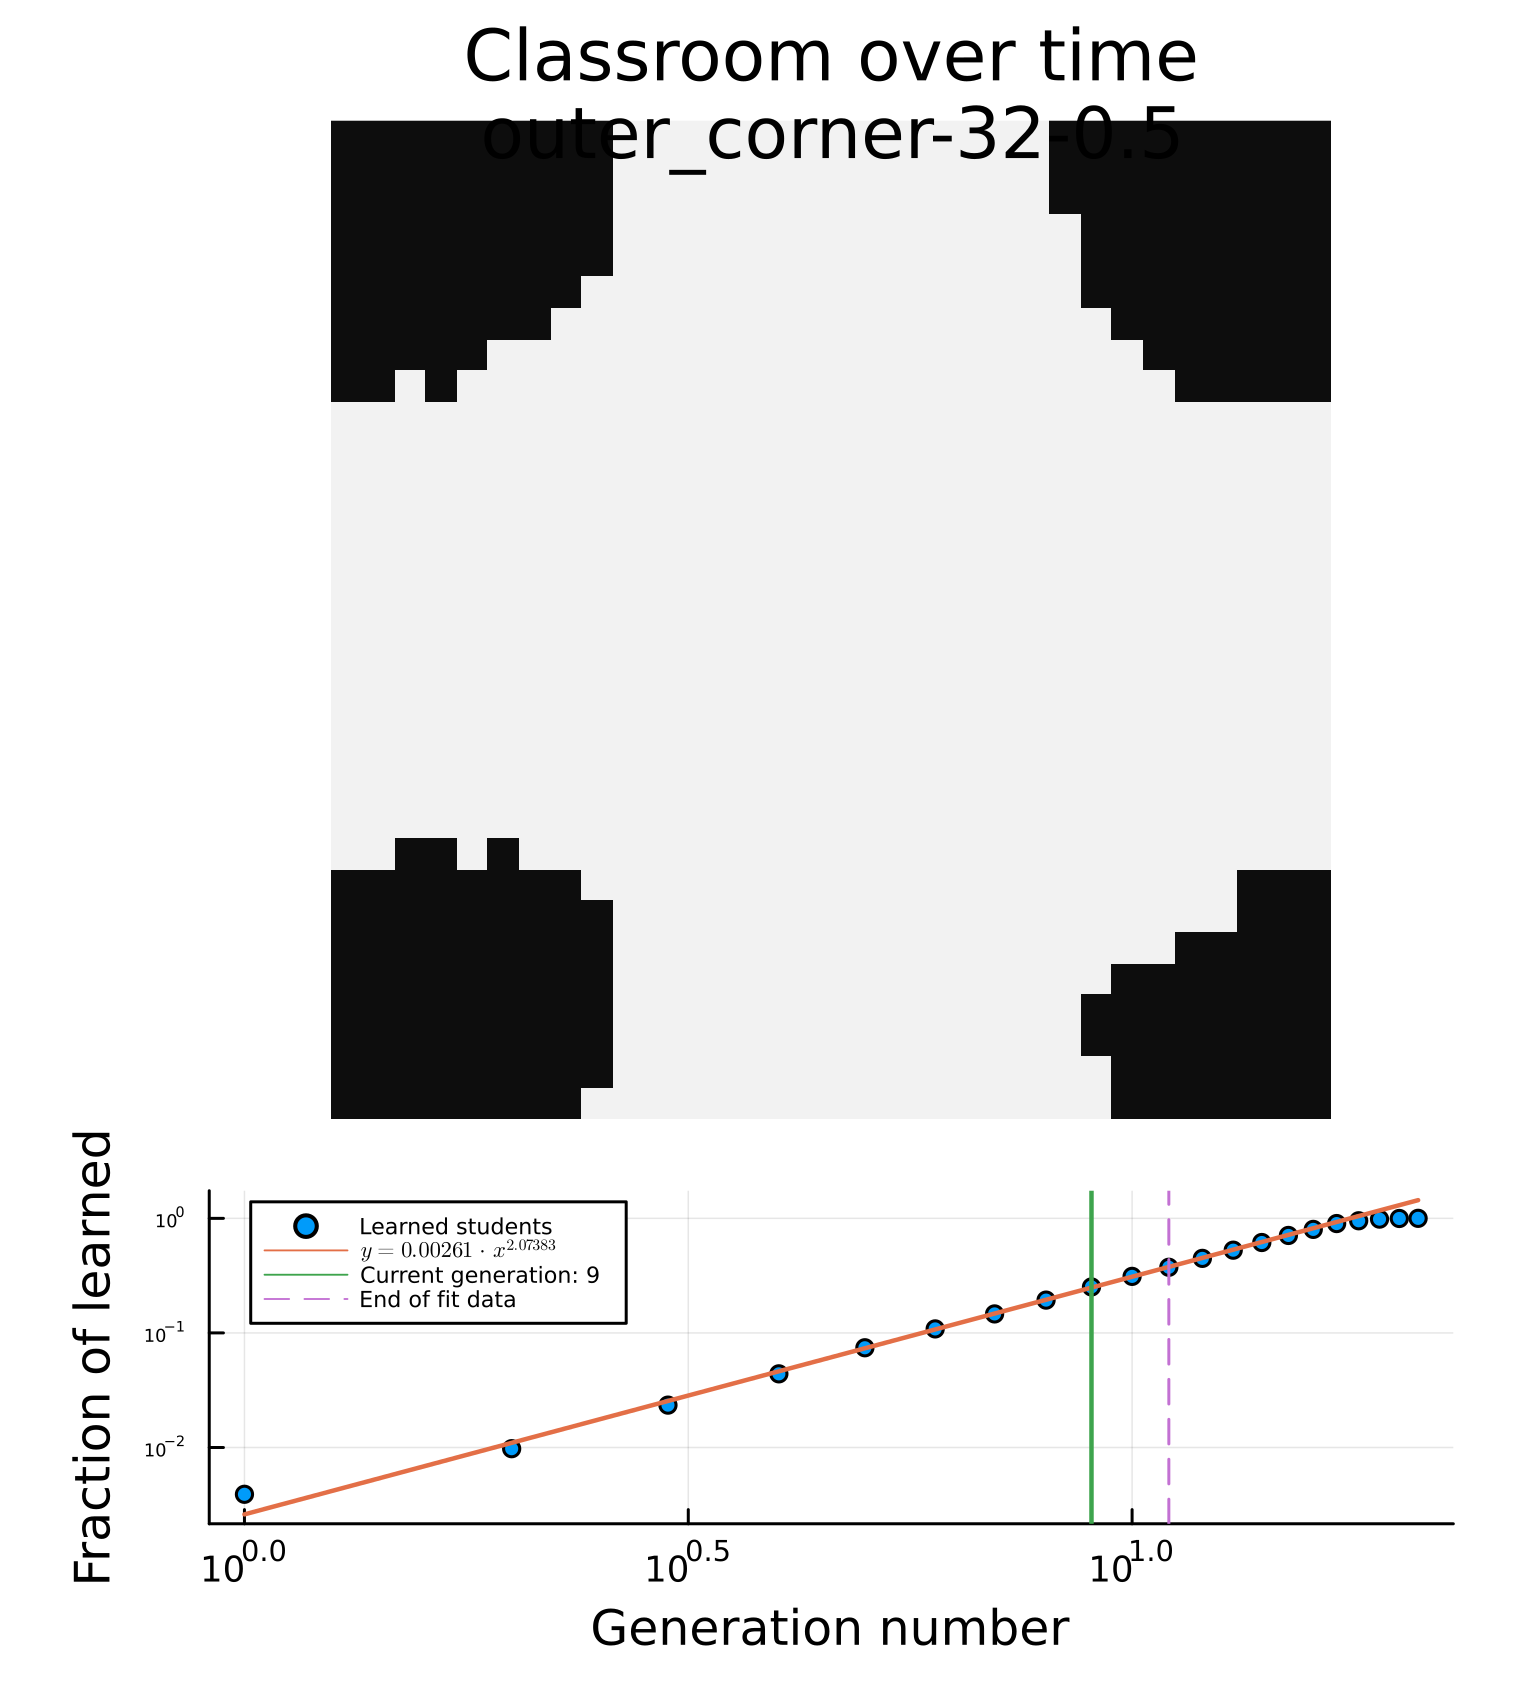 Classroom over time
outer_corner-32-0.5
Fraction of learned
10⁰
10⁻¹
10⁻²
Learned students
y = 0.00261 · x^2.07383
Current generation: 9
End of fit data
10^0.0
10^0.5
10^1.0
Generation number